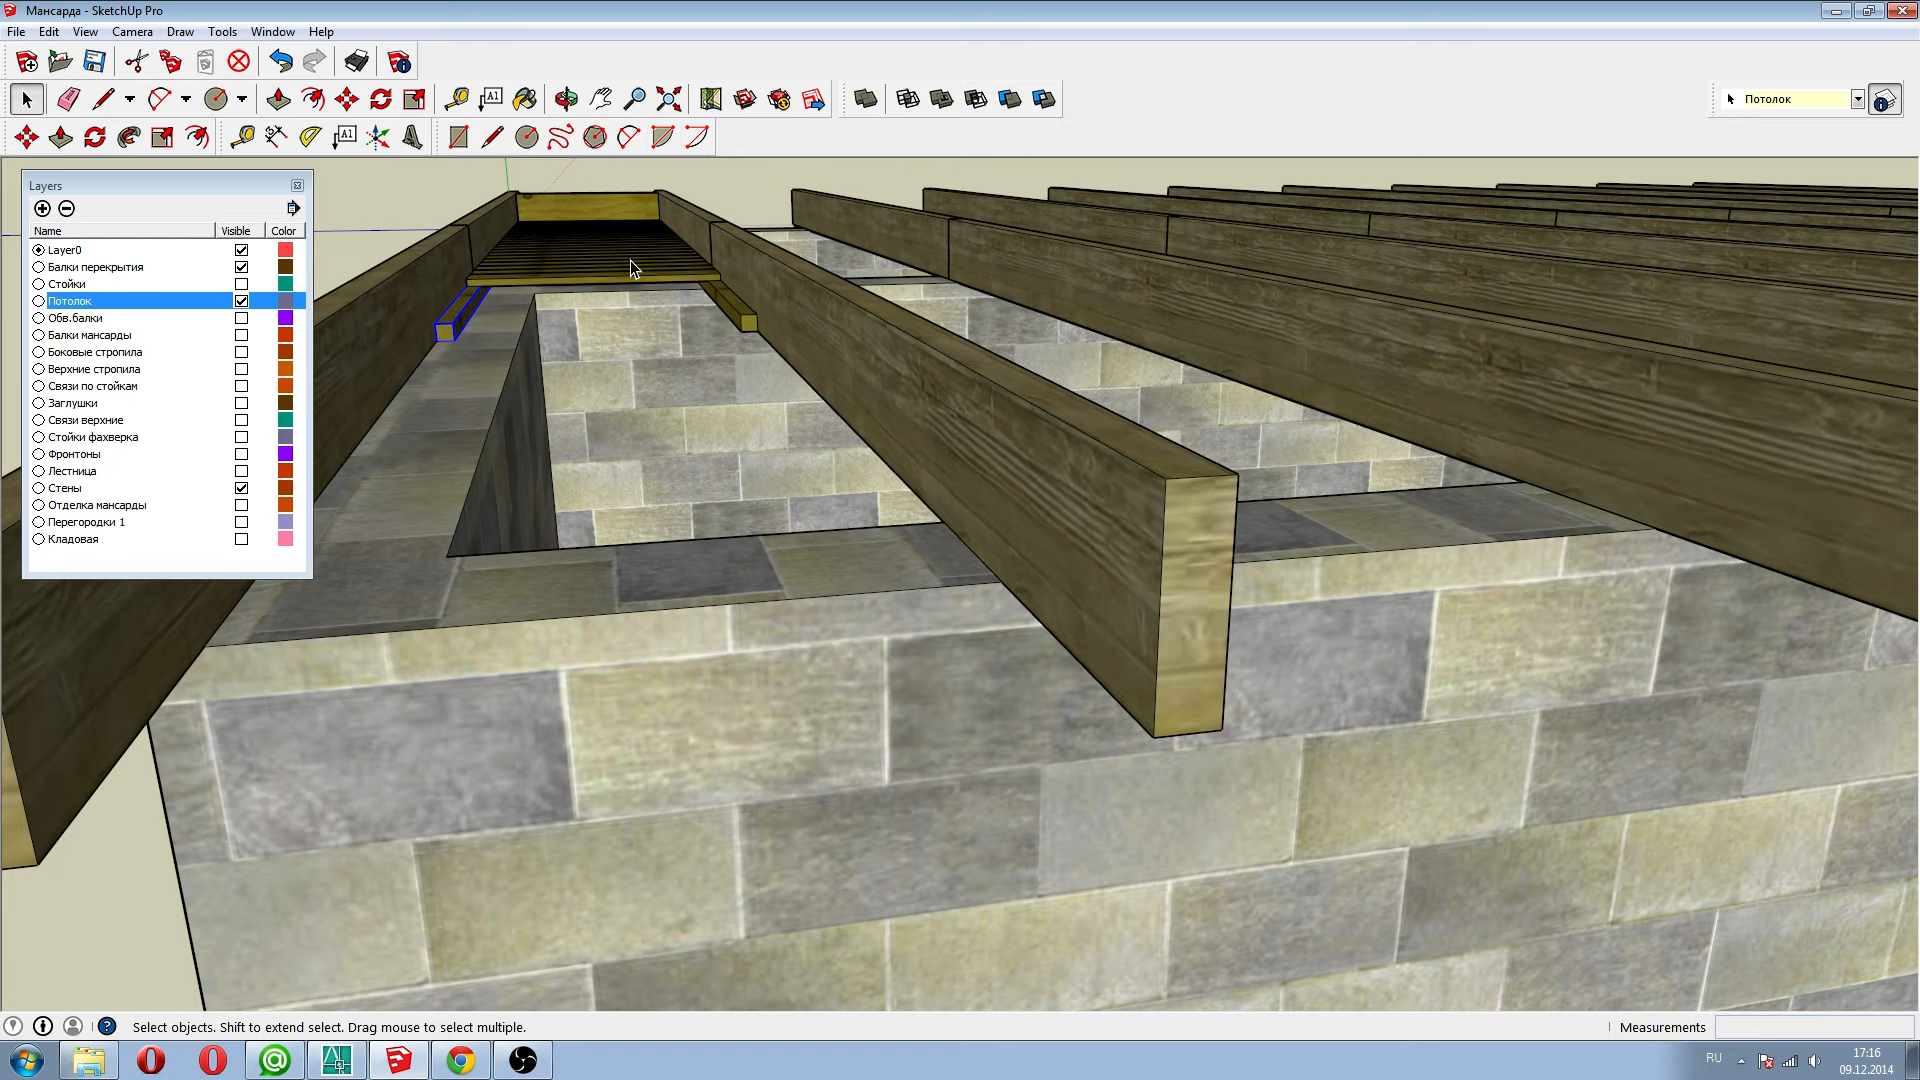 Мансарда - SketchUp Pro
File Edit View Camera Draw Tools Window Help
A1
Потолок
A1
Layers
Name Visible Color
Layer0
Балки перекрытия
Стойки
Потолок
Обв.балки
Балки мансарды
Боковые стропила
Верхние стропила
Связи по стойкам
Заглушки
Связи верхние
Стойки фахверка
Фронтоны
Лестница
Стены
Отделка мансарды
Перегородки 1
Кладовая
Select objects. Shift to extend select. Drag mouse to select multiple.
Measurements
RU
17:16
09.12.2014